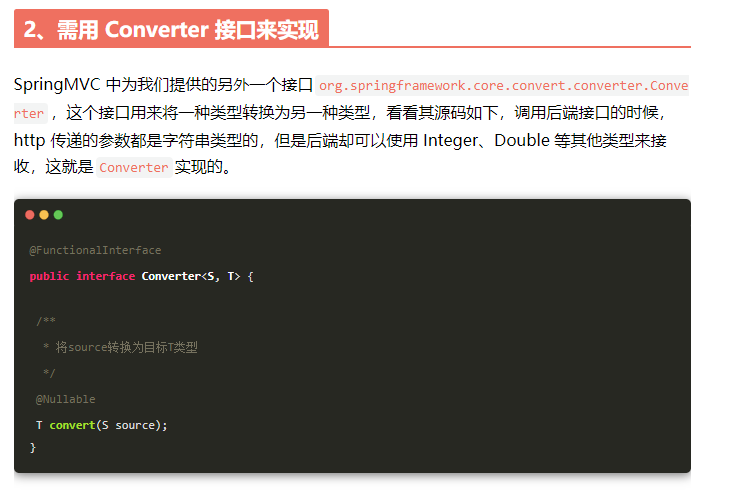 2、需用 Converter 接口来实现
SpringMVC 中为我们提供的另外一个接口 org.springframework.core.convert.converter.Conve
rter ，这个接口用来将一种类型转换为另一种类型，看看其源码如下，调用后端接口的时候，
http 传递的参数都是字符串类型的，但是后端却可以使用 Integer、Double 等其他类型来接
收，这就是 Converter 实现的。
@FunctionalInterface
public interface Converter<S, T> {
/**
* 将source转换为目标T类型
*/
@Nullable
T convert(S source);
}